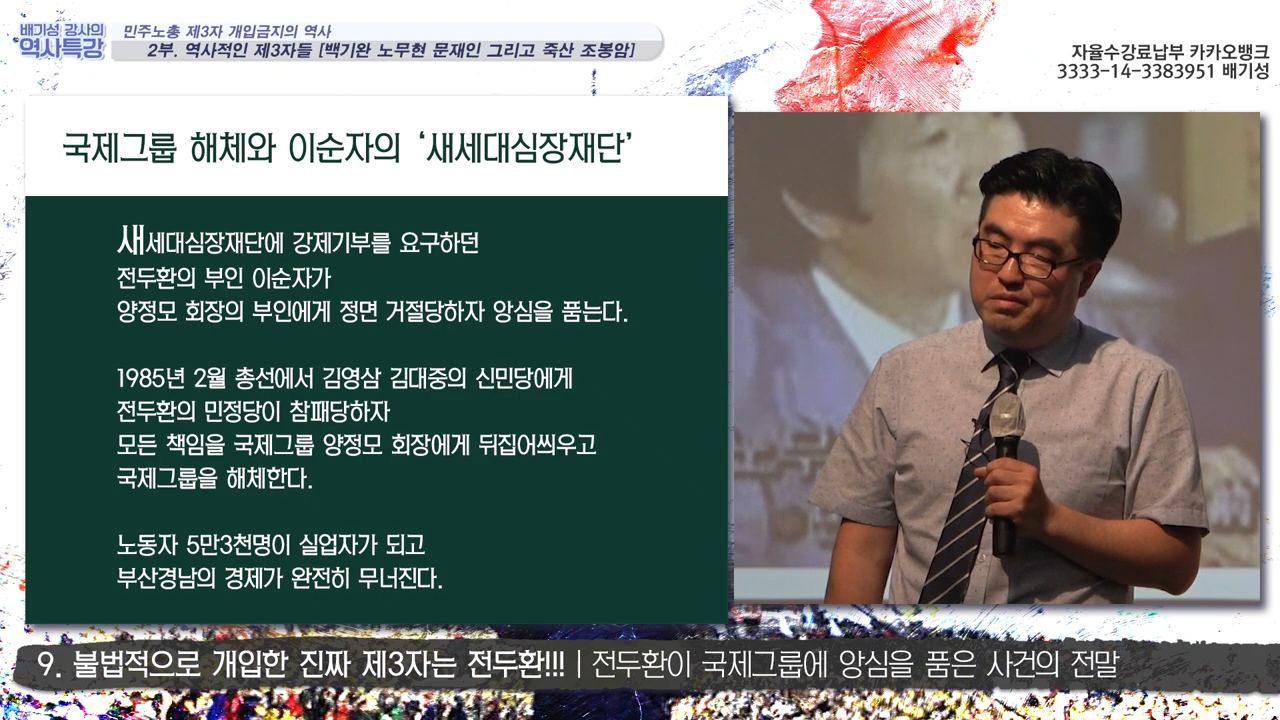 배기성 강사의
역사특강
민주노총 제3자 개입금지의 역사
2부. 역사적인 제3자들 [백기완 노무현 문재인 그리고 죽산 조봉암]
자율수강료납부 카카오뱅크
3333-14-3383951 배기성
국제그룹 해체와 이순자의 ‘새세대심장재단’
새세대심장재단에 강제기부를 요구하던
전두환의 부인 이순자가
양정모 회장의 부인에게 정면 거절당하자 앙심을 품는다.
1985년 2월 총선에서 김영삼 김대중의 신민당에게
전두환의 민정당이 참패당하자
모든 책임을 국제그룹 양정모 회장에게 뒤집어씌우고
국제그룹을 해체한다.
노동자 5만3천명이 실업자가 되고
부산경남의 경제가 완전히 무너진다.
9. 불법적으로 개입한 진짜 제3자는 전두환!!! | 전두환이 국제그룹에 앙심을 품은 사건의 전말